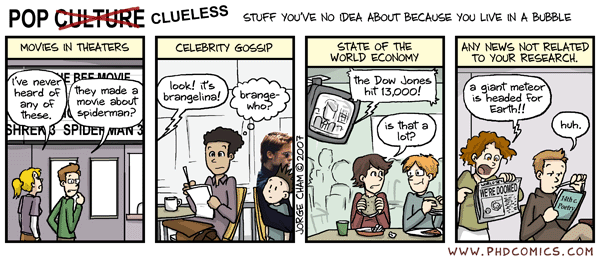 POP CULTURE CLUELESS STUFF YOU'VE NO IDEA ABOUT BECAUSE YOU LIVE IN A BUBBLE
MOVIES IN THEATERS
THE BEE MOVIE
i've never
heard of
any of
these.
they made a
movie about
spiderman?
SHREK 3 SPIDERMAN 3
CELEBRITY GOSSIP
look! it's
brangelina!
brange-
who?
JORGE CHAM © 2007
STATE OF THE
WORLD ECONOMY
the Dow Jones
hit 13,000!
is that a
lot?
ANY NEWS NOT RELATED
TO YOUR RESEARCH.
a giant meteor
is headed for
Earth!!
huh.
WE'RE DOOMED
14th c.
Poetry
WWW.PHDCOMICS.COM